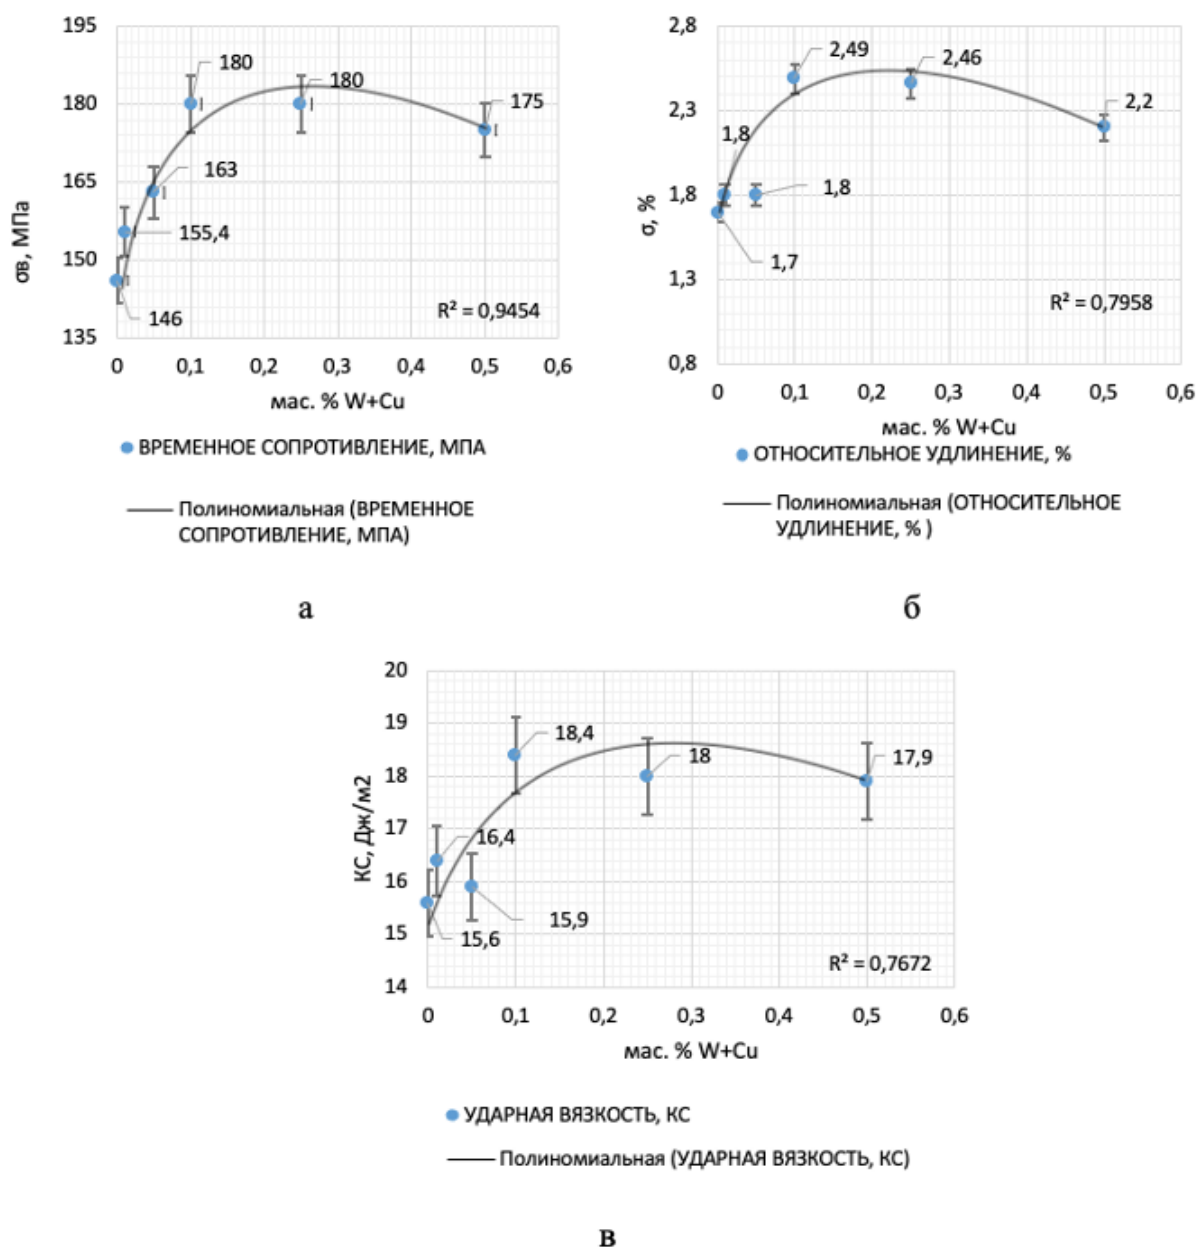 195
180
165
150
135
σв, МПа
180
180
175
163
155,4
146
R² = 0,9454
0 0,1 0,2 0,3 0,4 0,5 0,6
мас. % W+Cu
ВРЕМЕННОЕ СОПРОТИВЛЕНИЕ, МПА
Полиномиальная (ВРЕМЕННОЕ
СОПРОТИВЛЕНИЕ, МПА)
а
2,8
2,3
1,8
1,3
0,8
σ, %
2,49
2,46
2,2
1,8
1,8
1,7
R² = 0,7958
0 0,1 0,2 0,3 0,4 0,5 0,6
мас. % W+Cu
ОТНОСИТЕЛЬНОЕ УДЛИНЕНИЕ, %
Полиномиальная (ОТНОСИТЕЛЬНОЕ
УДЛИНЕНИЕ, % )
б
20
19
18
17
16
15
14
КС, Дж/м2
18,4
18
17,9
16,4
15,9
15,6
R² = 0,7672
0 0,1 0,2 0,3 0,4 0,5 0,6
мас. % W+Cu
УДАРНАЯ ВЯЗКОСТЬ, КС
Полиномиальная (УДАРНАЯ ВЯЗКОСТЬ, КС)
в